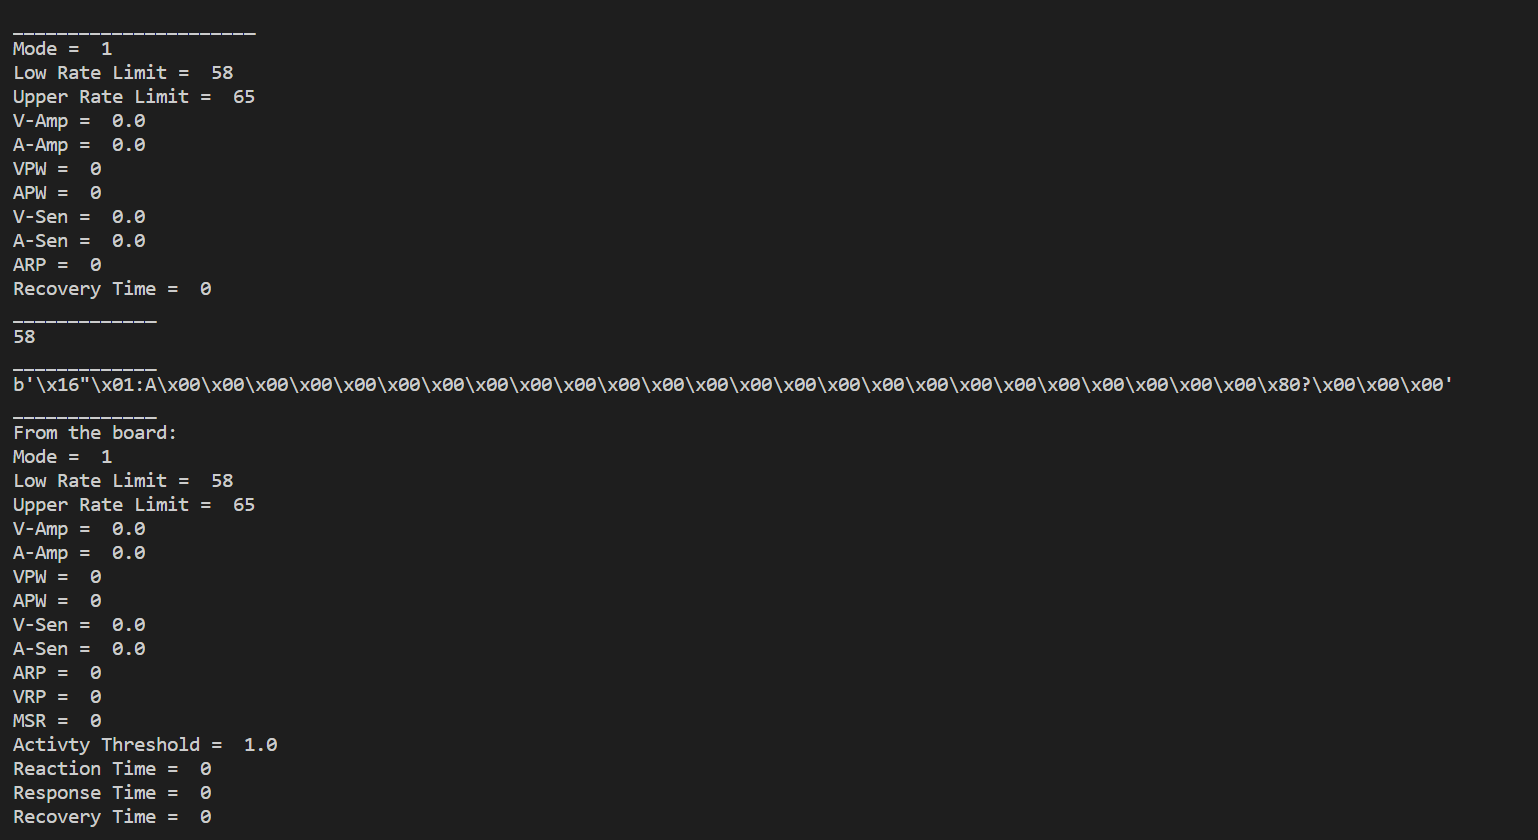 ______________________
Mode =  1
Low Rate Limit =  58
Upper Rate Limit =  65
V-Amp =  0.0
A-Amp =  0.0
VPW =  0
APW =  0
V-Sen =  0.0
A-Sen =  0.0
ARP =  0
Recovery Time =  0
_____________
58
_____________
b'\x16"\x01:A\x00\x00\x00\x00\x00\x00\x00\x00\x00\x00\x00\x00\x00\x00\x00\x00\x00\x00\x00\x00\x00\x00\x00\x00\x00\x80?\x00\x00\x00'
_____________
From the board:
Mode =  1
Low Rate Limit =  58
Upper Rate Limit =  65
V-Amp =  0.0
A-Amp =  0.0
VPW =  0
APW =  0
V-Sen =  0.0
A-Sen =  0.0
ARP =  0
VRP =  0
MSR =  0
Activty Threshold =  1.0
Reaction Time =  0
Response Time =  0
Recovery Time =  0